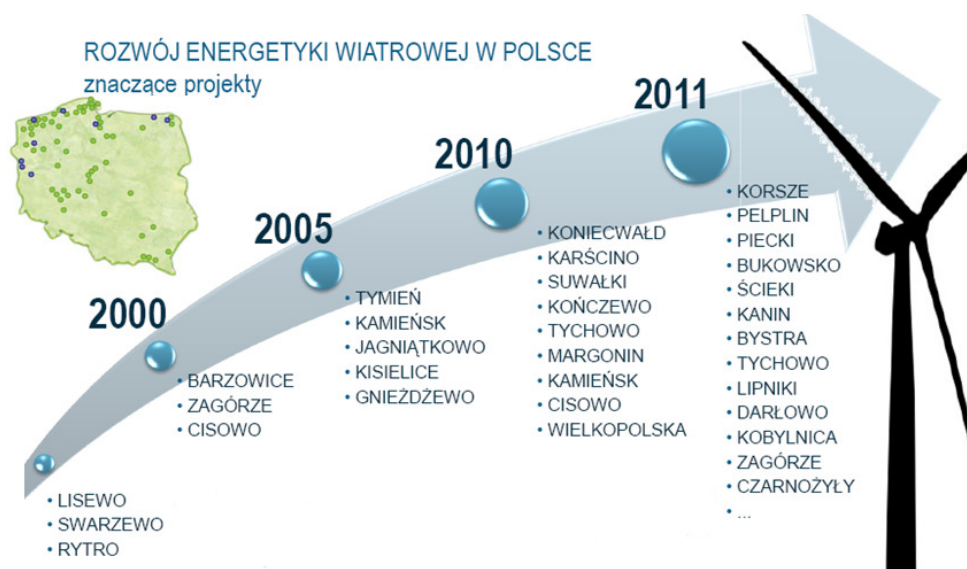 ROZWÓJ ENERGETYKI WIATROWEJ W POLSCE
znaczące projekty
• LISEWO
• SWARZEWO
• RYTRO
2000
• BARZOWICE
• ZAGÓRZE
• CISOWO
2005
• TYMIEŃ
• KAMIEŃSK
• JAGNIĄTKOWO
• KISIELICE
• GNIEŻDŻEWO
2010
• KONIECWAŁD
• KARŚCINO
• SUWAŁKI
• KOŃCZEWO
• TYCHOWO
• MARGONIN
• KAMIEŃSK
• CISOWO
• WIELKOPOLSKA
2011
• KORSZE
• PELPLIN
• PIECKI
• BUKOWSKO
• ŚCIEKI
• KANIN
• BYSTRA
• TYCHOWO
• LIPNIKI
• DARŁOWO
• KOBYLNICA
• ZAGÓRZE
• CZARNOŻYŁY
• ...